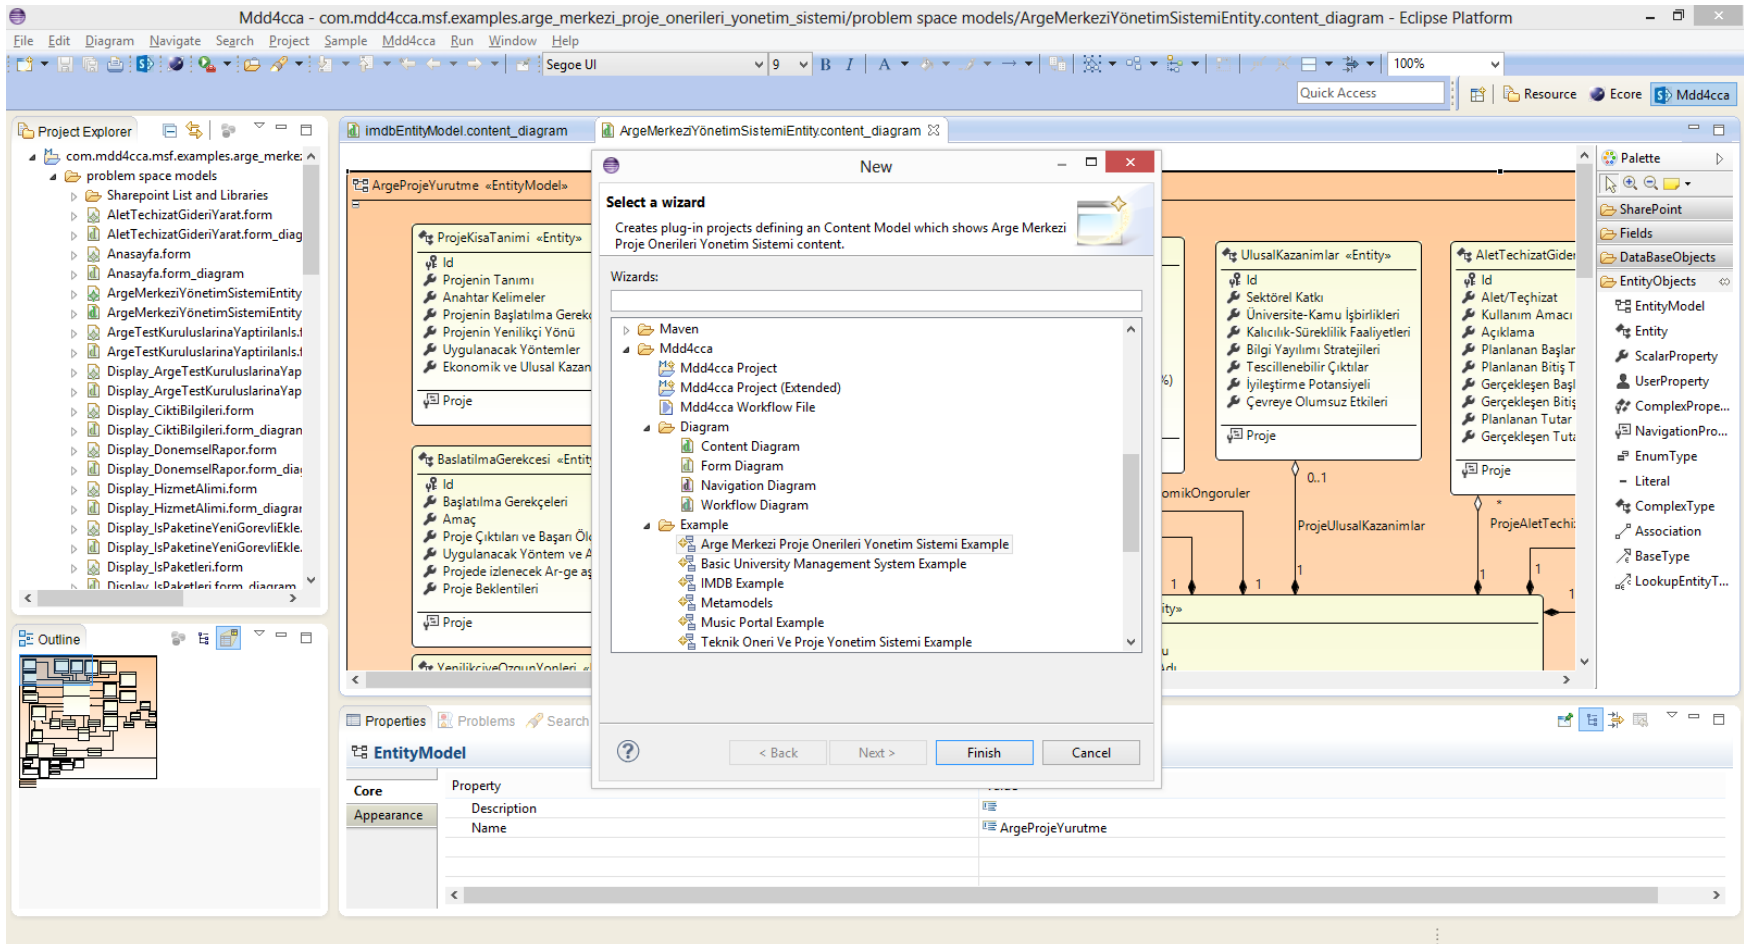 Mdd4cca - com.mdd4cca.msf.examples.arge_merkezi_proje_onerileri_yonetim_sistemi/problem space models/ArgeMerkeziYönetimSistemiEntity.content_diagram - Eclipse Platform
File Edit Diagram Navigate Search Project Sample Mdd4cca Run Window Help
Segoe UI 9 B I A 100%
Quick Access Resource Ecore Mdd4cca
Project Explorer
com.mdd4cca.msf.examples.arge_merke
problem space models
Sharepoint List and Libraries
AletTechizatGideriYarat.form
AletTechizatGideriYarat.form_diag
Anasayfa.form
Anasayfa.form_diagram
ArgeMerkeziYönetimSistemiEntity
ArgeMerkeziYönetimSistemiEntity
ArgeTestKuruluslarinaYaptirilanIs.f
ArgeTestKuruluslarinaYaptirilanIs.f
Display_ArgeTestKuruluslarinaYap
Display_ArgeTestKuruluslarinaYap
Display_CiktiBilgileri.form
Display_CiktiBilgileri.form_diagran
Display_DonemselRapor.form
Display_DonemselRapor.form_dia
Display_HizmetAlimi.form
Display_HizmetAlimi.form_diagrar
Display_IsPaketineYeniGorevliEkle.
Display_IsPaketineYeniGorevliEkle.
Display_IsPaketleri.form
Display_IsPaketleri.form_diagram
Outline
imdbEntityModel.content_diagram
ArgeMerkeziYönetimSistemiEntity.content_diagram
ArgeProjeYurutme «EntityModel»
ProjeKisaTanimi «Entity»
Id
Projenin Tanımı
Anahtar Kelimeler
Projenin Başlatılma Gerek
Projenin Yenilikçi Yönü
Uygulanacak Yöntemler
Ekonomik ve Ulusal Kazan
Proje
BaslatilmaGerekcesi «Entit
Id
Başlatılma Gerekçeleri
Amaç
Proje Çıktıları ve Başarı Öl
Uygulanacak Yöntem ve A
Projede izlenecek Ar-ge aş
Proje Beklentileri
Proje
YenilikciveOzgunYonleri «
New
Select a wizard
Creates plug-in projects defining an Content Model which shows Arge Merkezi
Proje Onerileri Yonetim Sistemi content.
Wizards:
Maven
Mdd4cca
Mdd4cca Project
Mdd4cca Project (Extended)
Mdd4cca Workflow File
Diagram
Content Diagram
Form Diagram
Navigation Diagram
Workflow Diagram
Example
Arge Merkezi Proje Onerileri Yonetim Sistemi Example
Basic University Management System Example
IMDB Example
Metamodels
Music Portal Example
Teknik Oneri Ve Proje Yonetim Sistemi Example
< Back Next > Finish Cancel
%)
UlusalKazanimlar «Entity»
Id
Sektörel Katkı
Üniversite-Kamu İşbirlikleri
Kalıcılık-Süreklilik Faaliyetleri
Bilgi Yayılımı Stratejileri
Tescillenebilir Çıktılar
İyileştirme Potansiyeli
Çevreye Olumsuz Etkileri
Proje
AletTechizatGider
Id
Alet/Teçhizat
Kullanım Amacı
Açıklama
Planlanan Başlar
Planlanan Bitiş T
Gerçekleşen Başl
Gerçekleşen Bitiş
Planlanan Tutar
Gerçekleşen Tuta
Proje
0..1
*
omikOngoruler
ProjeUlusalKazanimlar
ProjeAletTechi
1 1 1 1 1 1
ity»
u
Adı
Palette
SharePoint
Fields
DataBaseObjects
EntityObjects
EntityModel
Entity
ScalarProperty
UserProperty
ComplexPrope...
NavigationPro...
EnumType
Literal
ComplexType
Association
BaseType
LookupEntityT...
Properties Problems Search
EntityModel
Core
Appearance
Property
Description
Name ArgeProjeYurutme